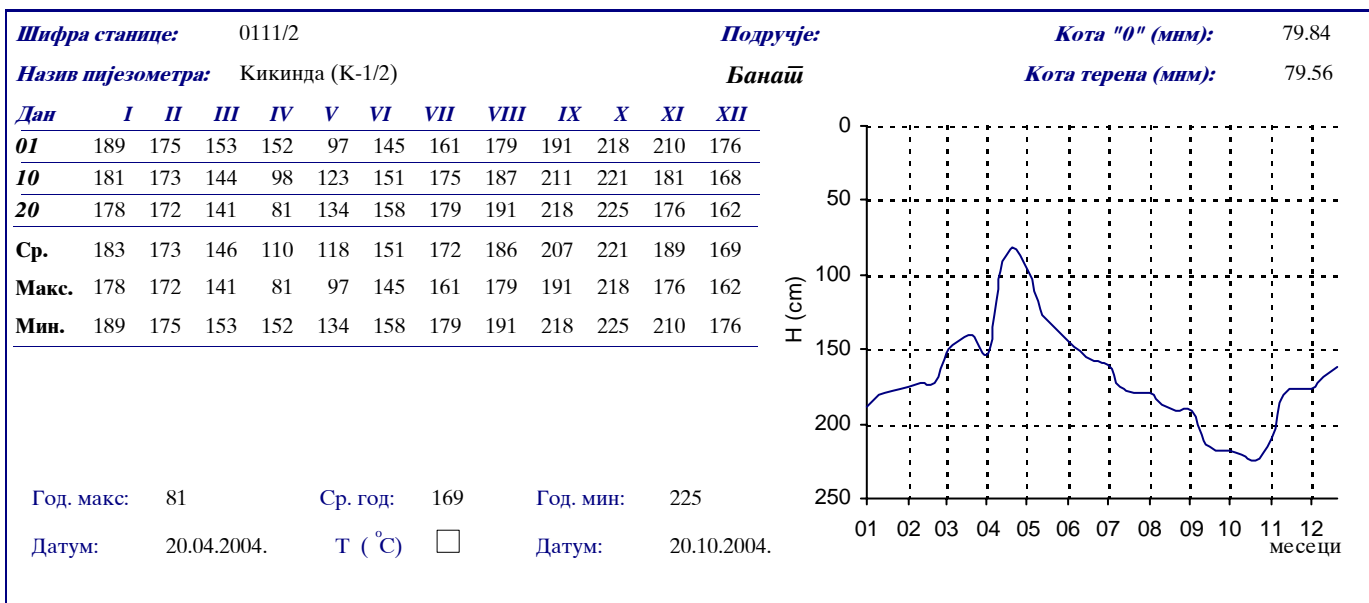 Шифра станице: 0111/2 Подручје: Кота "0" (мнм): 79.84
Назив пијезометра: Кикинда (К-1/2) Банат Кота терена (мнм): 79.56
Дан I II III IV V VI VII VIII IX X XI XII
01 189 175 153 152 97 145 161 179 191 218 210 176
10 181 173 144 98 123 151 175 187 211 221 181 168
20 178 172 141 81 134 158 179 191 218 225 176 162
Ср. 183 173 146 110 118 151 172 186 207 221 189 169
Макс. 178 172 141 81 97 145 161 179 191 218 176 162
Мин. 189 175 153 152 134 158 179 191 218 225 210 176
Год. макс: 81 Ср. год: 169 Год. мин: 225
Датум: 20.04.2004. Т ( °C) Датум: 20.10.2004.
H (cm)
0
50
100
150
200
250
01 02 03 04 05 06 07 08 09 10 11 12
месеци